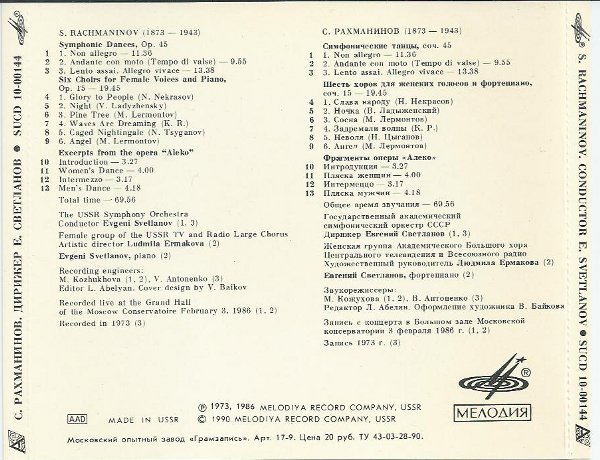 С. РАХМАНИНОВ. ДИРИЖЕР Е. СВЕТЛАНОВ ● SUCD 10-00144
S. RACHMANINOV (1873 — 1943)
Symphonic Dances, Op. 45
1 1. Non allegro — 11.36
2 2. Andante con moto (Tempo di valse) — 9.55
3 3. Lento assai. Allegro vivace — 13.38
Six Choirs for Female Voices and Piano,
Op. 15 — 19.45
4 1. Glory to People (N. Nekrasov)
5 2. Night (V. Ladyzhensky)
6 3. Pine Tree (M. Lermontov)
7 4. Waves Are Dreaming (K. R.)
8 5. Caged Nightingale (N. Tsyganov)
9 6. Angel (M. Lermontov)
Excerpts from the opera "Aleko"
10 Introduction — 3.27
11 Women's Dance — 4.00
12 Intermezzo — 3.17
13 Men's Dance — 4.18
Total time — 69.56
The USSR Symphony Orchestra
Conductor Evgeni Svetlanov (1, 3)
Female group of the USSR TV and Radio Large Chorus
Artistic director Ludmila Ermakova (2)
Evgeni Svetlanov, piano (2)
Recording engineers:
M. Kozhukhova (1, 2), V. Antonenko (3)
Editor L. Abelyan. Cover design by V. Baikov
Recorded live at the Grand Hall
of the Moscow Conservatoire February 3, 1986 (1, 2)
Recorded in 1973 (3)
С. РАХМАНИНОВ (1873 — 1943)
Симфонические танцы, соч. 45
1 1. Non allegro — 11.36
2 2. Andante con moto (Tempo di valse) — 9.55
3 3. Lento assai. Allegro vivace — 13.38
Шесть хоров для женских голосов и фортепиано,
соч. 15 — 19.45
4 1. Слава народу (Н. Некрасов)
5 2. Ночка (В. Ладыженский)
6 3. Сосна (М. Лермонтов)
7 4. Задремали волны (К. Р.)
8 5. Неволя (Н. Цыганов)
9 6. Ангел (М. Лермонтов)
Фрагменты оперы «Алеко»
10 Интродукция — 3.27
11 Пляска женщин — 4.00
12 Интермеццо — 3.17
13 Пляска мужчин — 4.18
Общее время звучания — 69.56
Государственный академический
симфонический оркестр СССР
Дирижер Евгений Светланов (1, 3)
Женская группа Академического Большого хора
Центрального телевидения и Всесоюзного радио
Художественный руководитель Людмила Ермакова (2)
Евгений Светланов, фортепиано (2)
Звукорежиссеры:
М. Кожухова (1, 2), В. Антоненко (3)
Редактор Л. Абелян. Оформление художника В. Байкова
Запись с концерта в Большом зале Московской
консерватории 3 февраля 1986 г. (1, 2)
Запись 1973 г. (3)
AAD
MADE IN USSR
Ⓟ 1973, 1986 MELODIYA RECORD COMPANY, USSR
© 1990 MELODIYA RECORD COMPANY, USSR
МЕЛОДИЯ
Московский опытный завод «Грамзапись». Арт. 17-9. Цена 20 руб. ТУ 43-03-28-90.
S. RACHMANINOV. CONDUCTOR E. SVETLANOV ● SUCD 10-00144